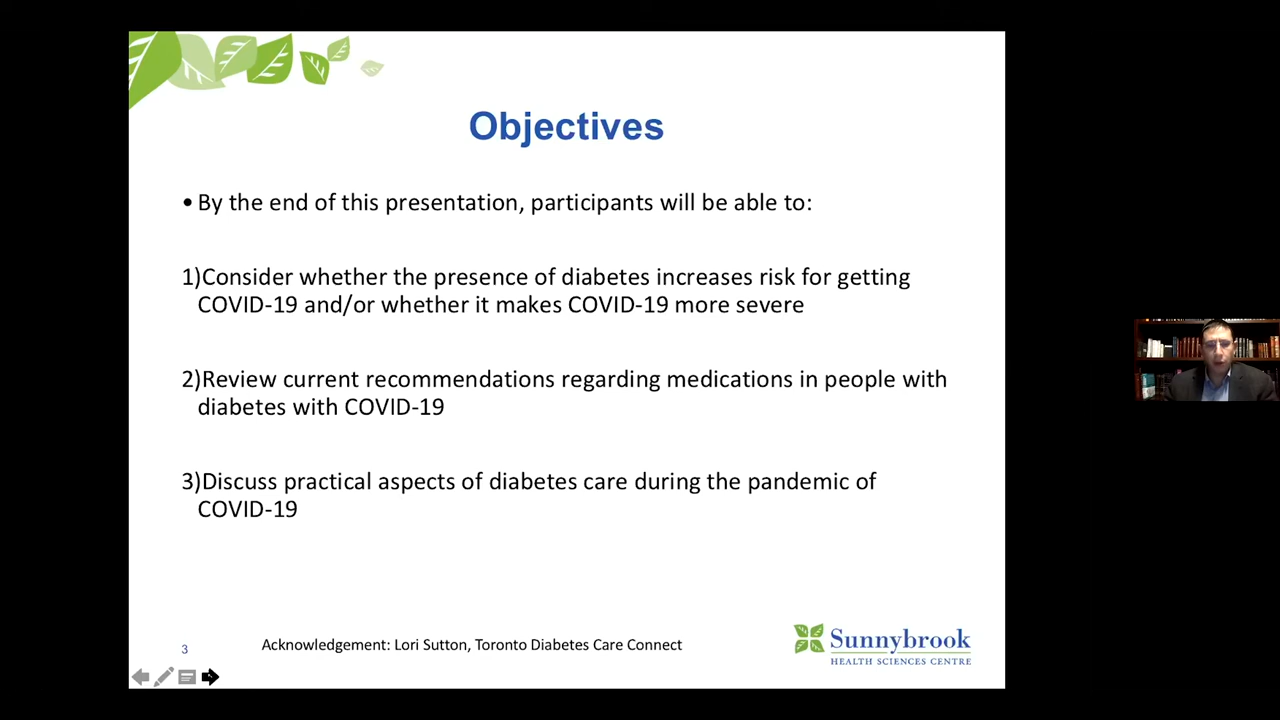 Objectives
• By the end of this presentation, participants will be able to:
1)Consider whether the presence of diabetes increases risk for getting
COVID-19 and/or whether it makes COVID-19 more severe
2)Review current recommendations regarding medications in people with
diabetes with COVID-19
3)Discuss practical aspects of diabetes care during the pandemic of
COVID-19
3
Acknowledgement: Lori Sutton, Toronto Diabetes Care Connect
Sunnybrook
HEALTH SCIENCES CENTRE